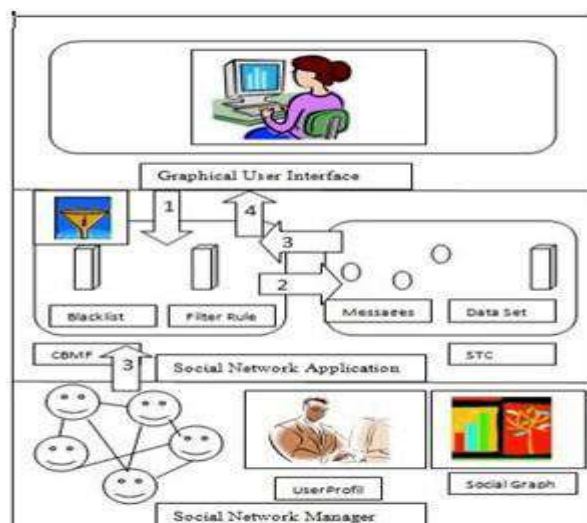 Graphical User Interface
1
4
3
2
Blacklist
Filter Rule
Messages
Data Set
CBMF
3
Social Network Application
STC
UserProfil
Social Graph
Social Network Manager